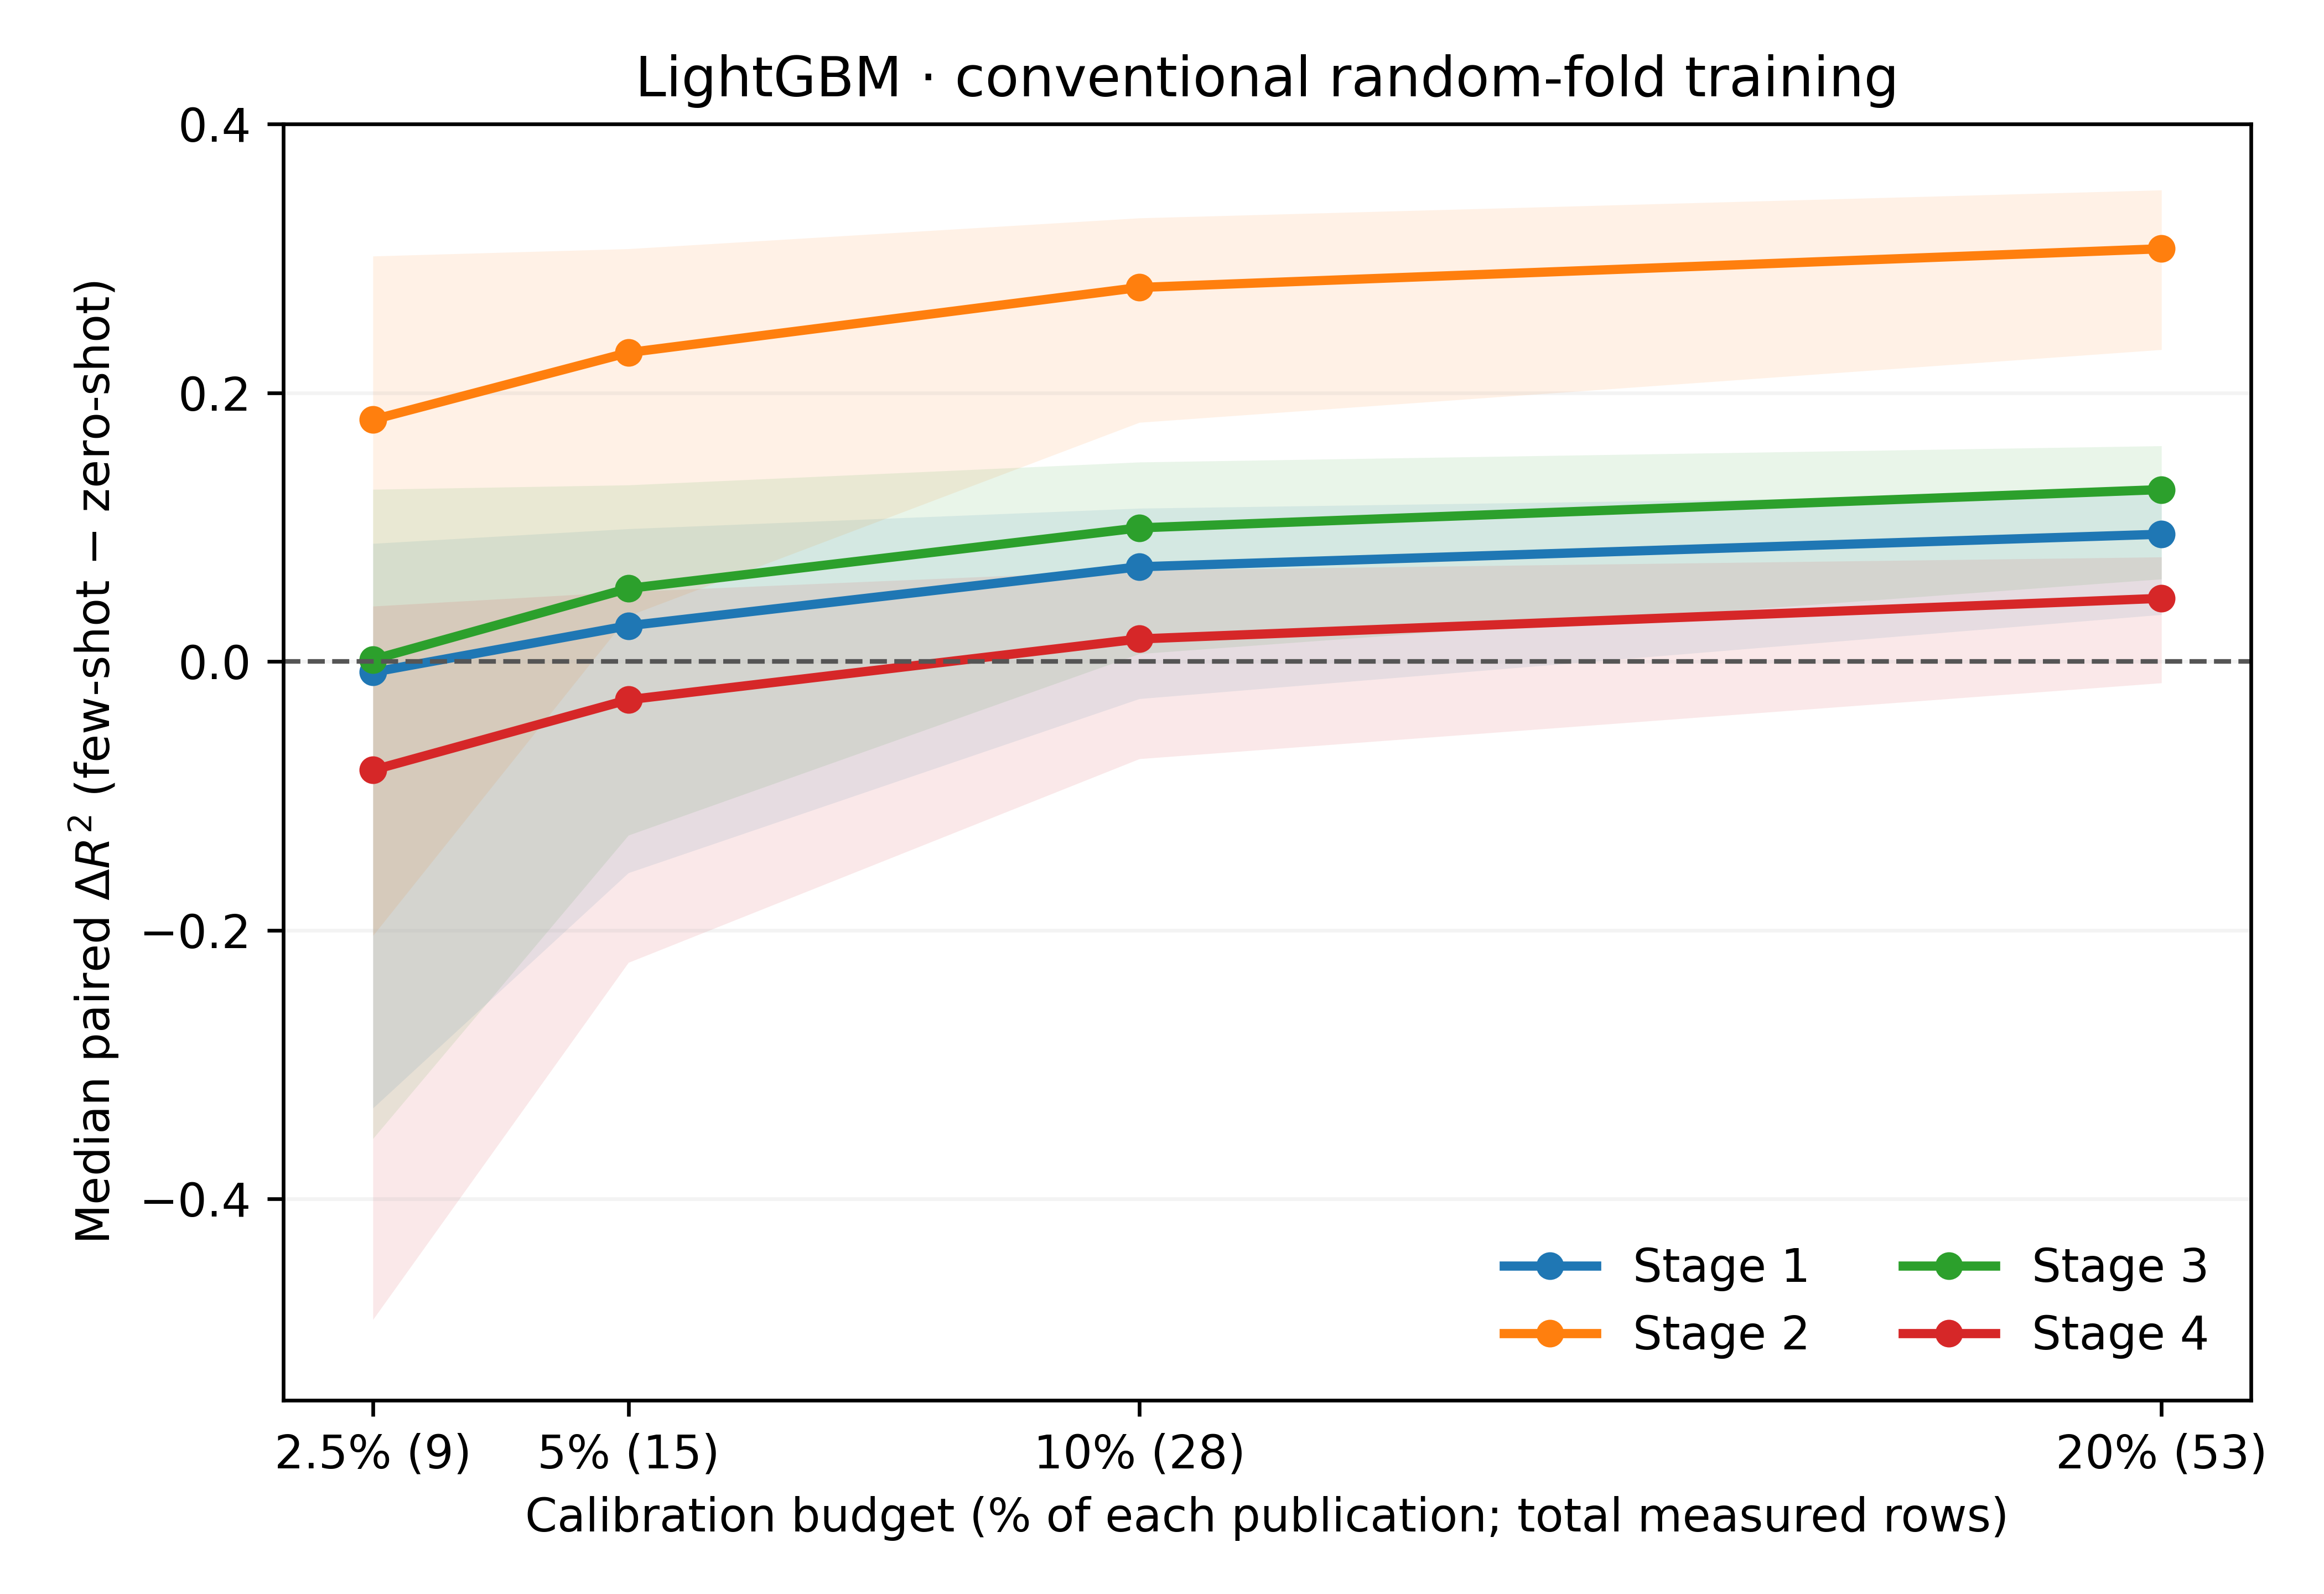 LightGBM · conventional random-fold training
Median paired ΔR² (few-shot − zero-shot)
0.4
0.2
0.0
−0.2
−0.4
Stage 1
Stage 2
Stage 3
Stage 4
2.5% (9)
5% (15)
10% (28)
20% (53)
Calibration budget (% of each publication; total measured rows)